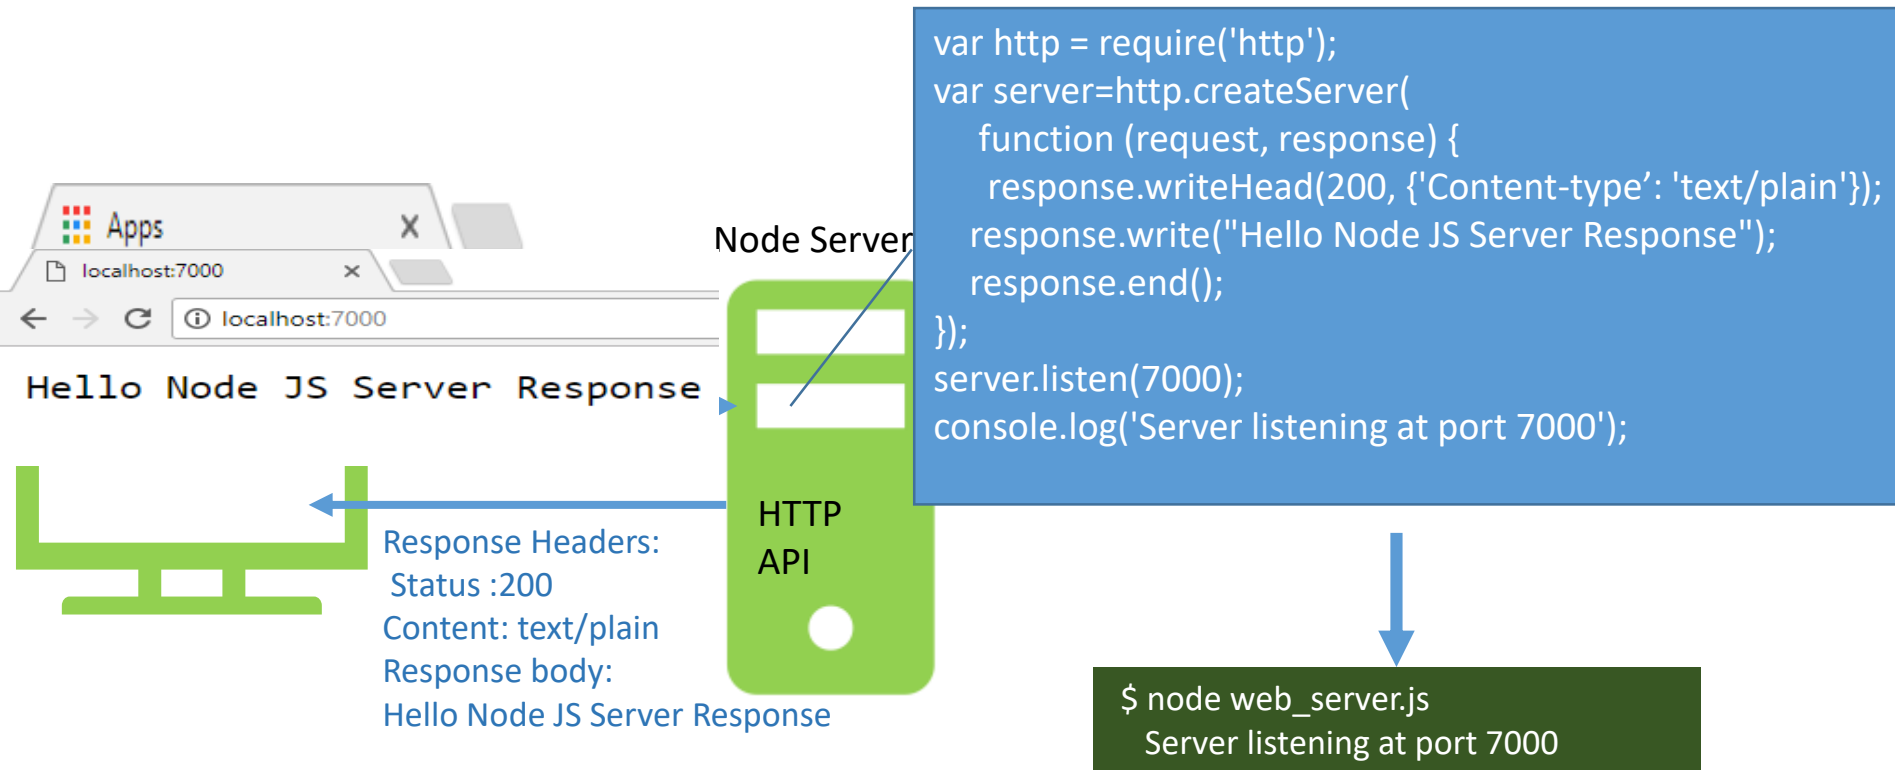 var http = require('http');
var server=http.createServer(
function (request, response) {
response.writeHead(200, {'Content-type’: 'text/plain'});
response.write("Hello Node JS Server Response");
response.end();
});
server.listen(7000);
console.log('Server listening at port 7000');
Apps
localhost:7000
localhost:7000
Hello Node JS Server Response
Node Server
HTTP
API
Response Headers:
Status :200
Content: text/plain
Response body:
Hello Node JS Server Response
$ node web_server.js
Server listening at port 7000